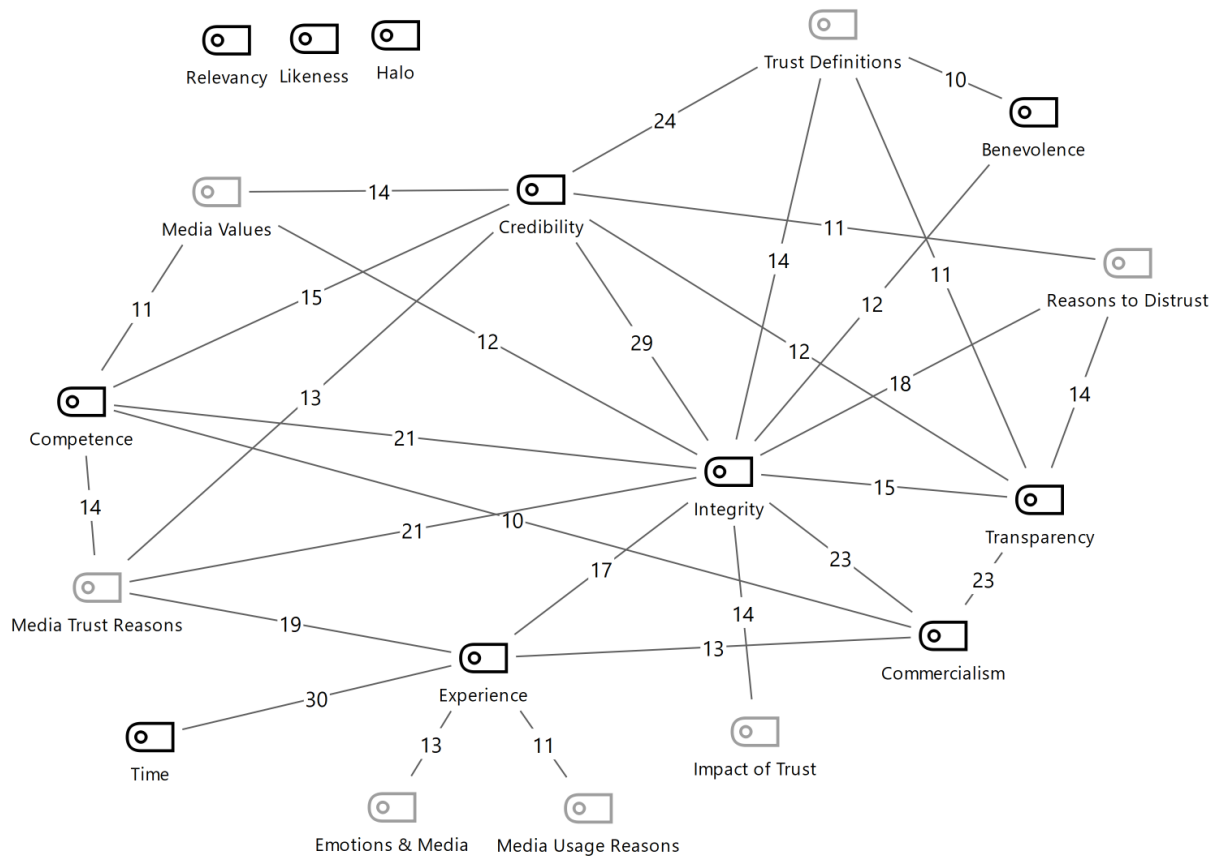 Relevancy
Likeness
Halo
Trust Definitions
10
24
Benevolence
14
Media Values
Credibility
11
14
11
Reasons to Distrust
11
15
12
12
29
12
18
14
13
Competence
21
14
10
21
Integrity
15
Transparency
17
23
23
Media Trust Reasons
19
14
13
Commercialism
Experience
30
Time
13
11
Impact of Trust
Emotions & Media
Media Usage Reasons